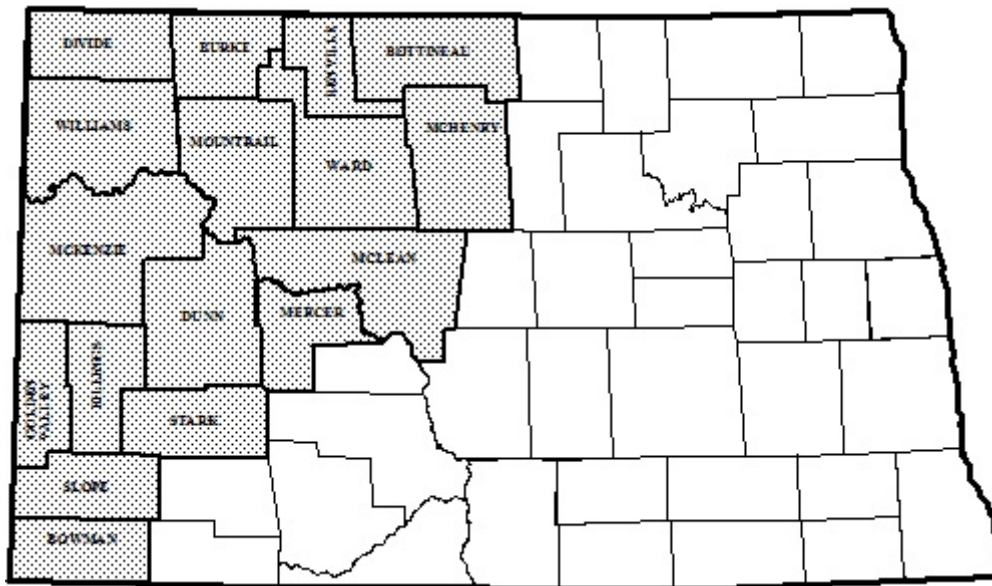 DIVIDE
BURKE
RENVILLE
BOTTINEAU
WILLIAMS
MOUNTRAIL
WARD
MCHENRY
MCKENZIE
MCLEAN
DUNN
MERCER
GOLDEN
VALLEY
BILLINGS
STARK
SLOPE
BOWMAN